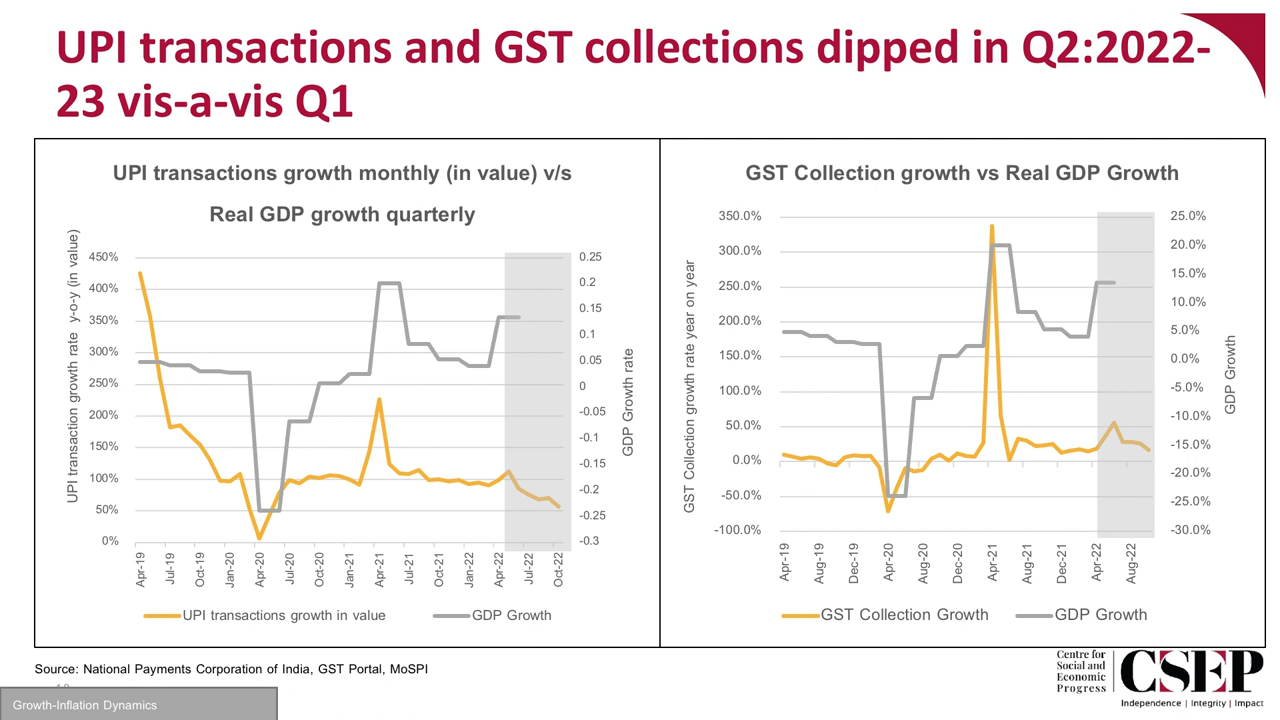 UPI transactions and GST collections dipped in Q2:2022-
23 vis-a-vis Q1
UPI transactions growth monthly (in value) v/s
Real GDP growth quarterly
UPI transaction growth rate y-o-y (in value)
450%
400%
350%
300%
250%
200%
150%
100%
50%
0%
0.25
0.2
0.15
0.1
0.05
0
-0.05
-0.1
-0.15
-0.2
-0.25
-0.3
GDP Growth rate
Apr-19
Jul-19
Oct-19
Jan-20
Apr-20
Jul-20
Oct-20
Jan-21
Apr-21
Jul-21
Oct-21
Jan-22
Apr-22
Jul-22
Oct-22
UPI transactions growth in value
GDP Growth
GST Collection growth vs Real GDP Growth
GST Collection growth rate year on year
350.0%
300.0%
250.0%
200.0%
150.0%
100.0%
50.0%
0.0%
-50.0%
-100.0%
25.0%
20.0%
15.0%
10.0%
5.0%
0.0%
-5.0%
-10.0%
-15.0%
-20.0%
-25.0%
-30.0%
GDP Growth
Apr-19
Aug-19
Dec-19
Apr-20
Aug-20
Dec-20
Apr-21
Aug-21
Dec-21
Apr-22
Aug-22
GST Collection Growth
GDP Growth
Source: National Payments Corporation of India, GST Portal, MoSPI
Growth-Inflation Dynamics
Centre for
Social and
Economic
Progress
CSEP
Independence | Integrity | Impact